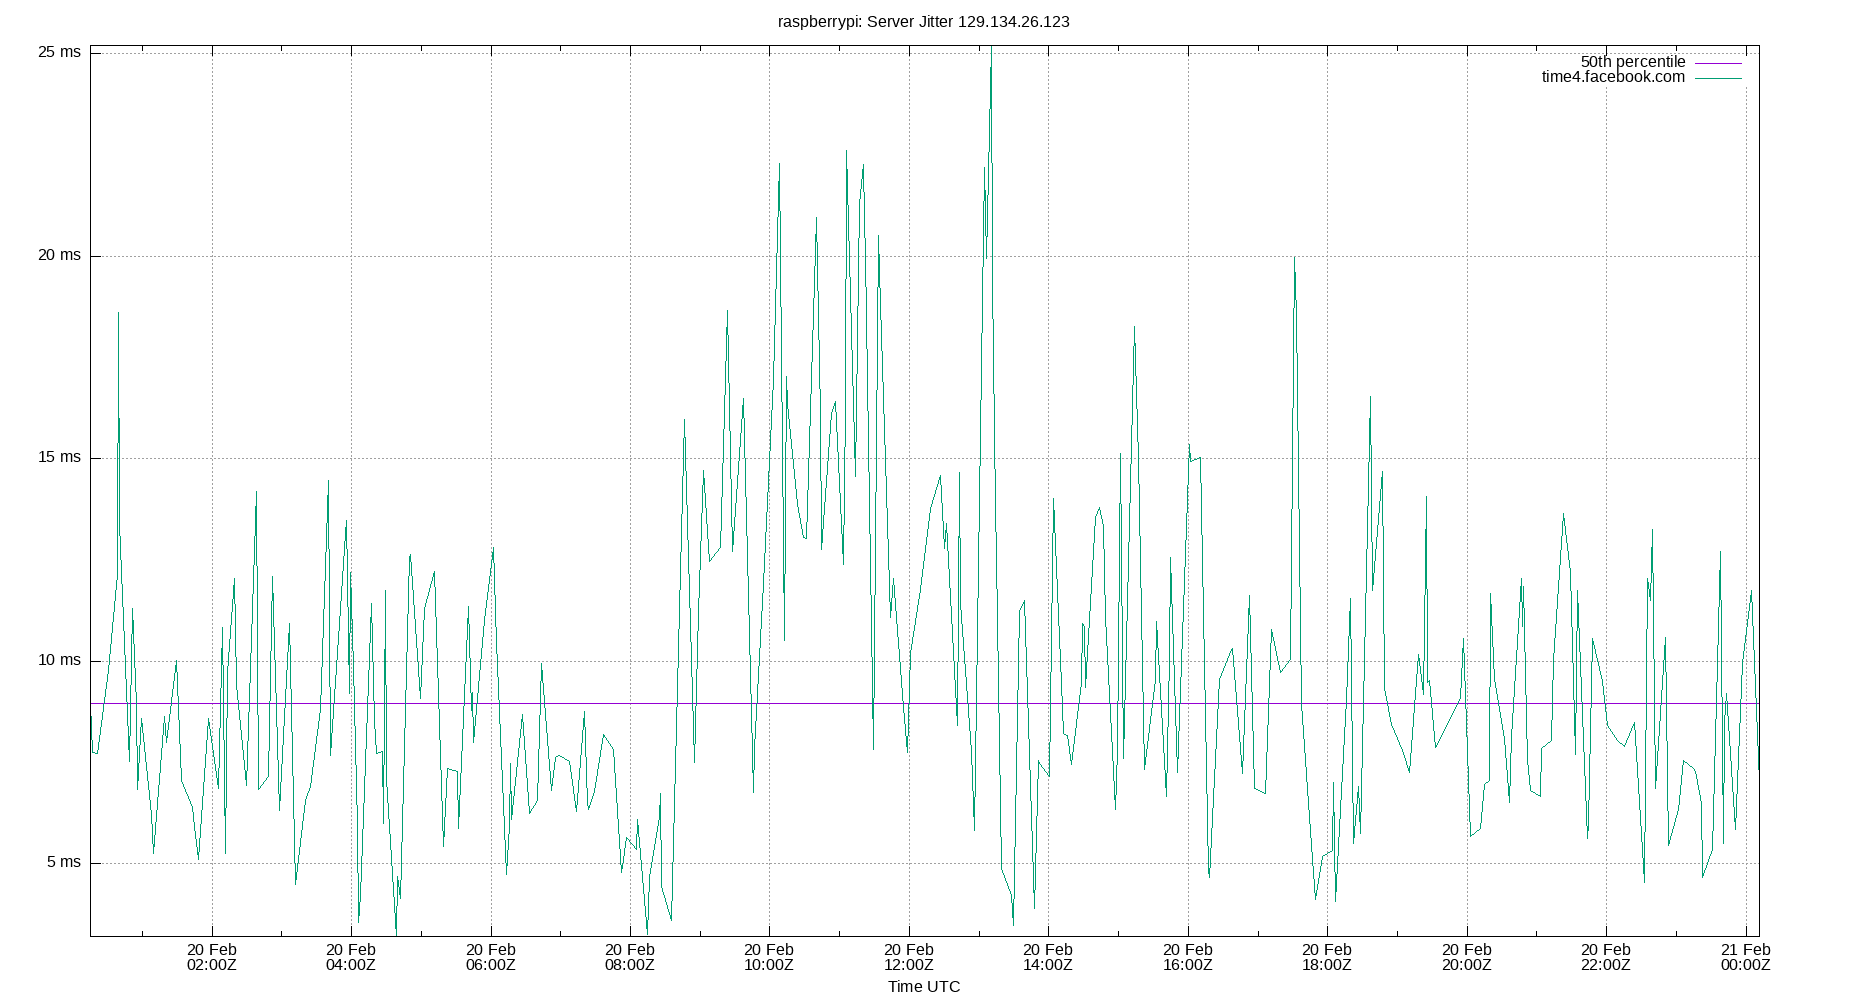 raspberrypi: Server Jitter 129.134.26.123
25 ms
20 ms
15 ms
10 ms
5 ms
50th percentile
time4.facebook.com
20 Feb
02:00Z
20 Feb
04:00Z
20 Feb
06:00Z
20 Feb
08:00Z
20 Feb
10:00Z
20 Feb
12:00Z
20 Feb
14:00Z
20 Feb
16:00Z
20 Feb
18:00Z
20 Feb
20:00Z
20 Feb
22:00Z
21 Feb
00:00Z
Time UTC